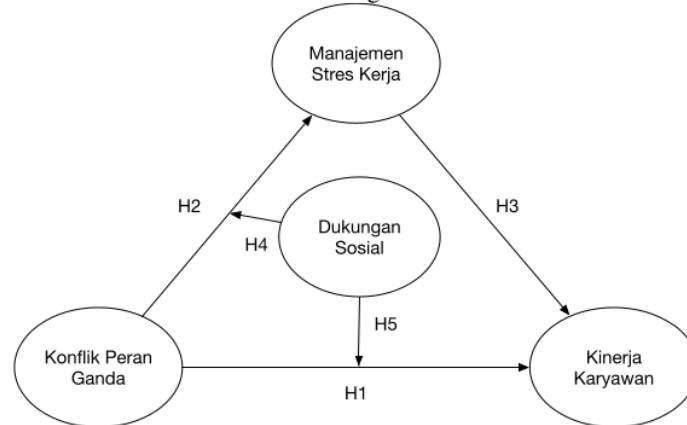 Manajemen
Stres Kerja
H2
H3
Dukungan
Sosial
H4
H5
Konflik Peran
Ganda
Kinerja
Karyawan
H1